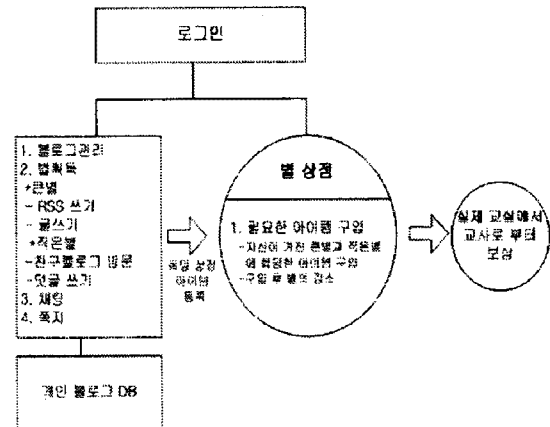 로그인
1. 블로그관리
2. 별획득
*큰별
- RSS 쓰기
- 글쓰기
*작은별
-친구블로그 방문
-덧글 쓰기
3. 채팅
4. 쪽지
개인 블로그 DB
상점
아이템
등록
별 상점
1. 필요한 아이템 구입
-자신이 가진 큰별과 작은별
에 합당한 아이템 구입
-구입 후 별의 감소
실제 교실에서
교사로 부터
보상